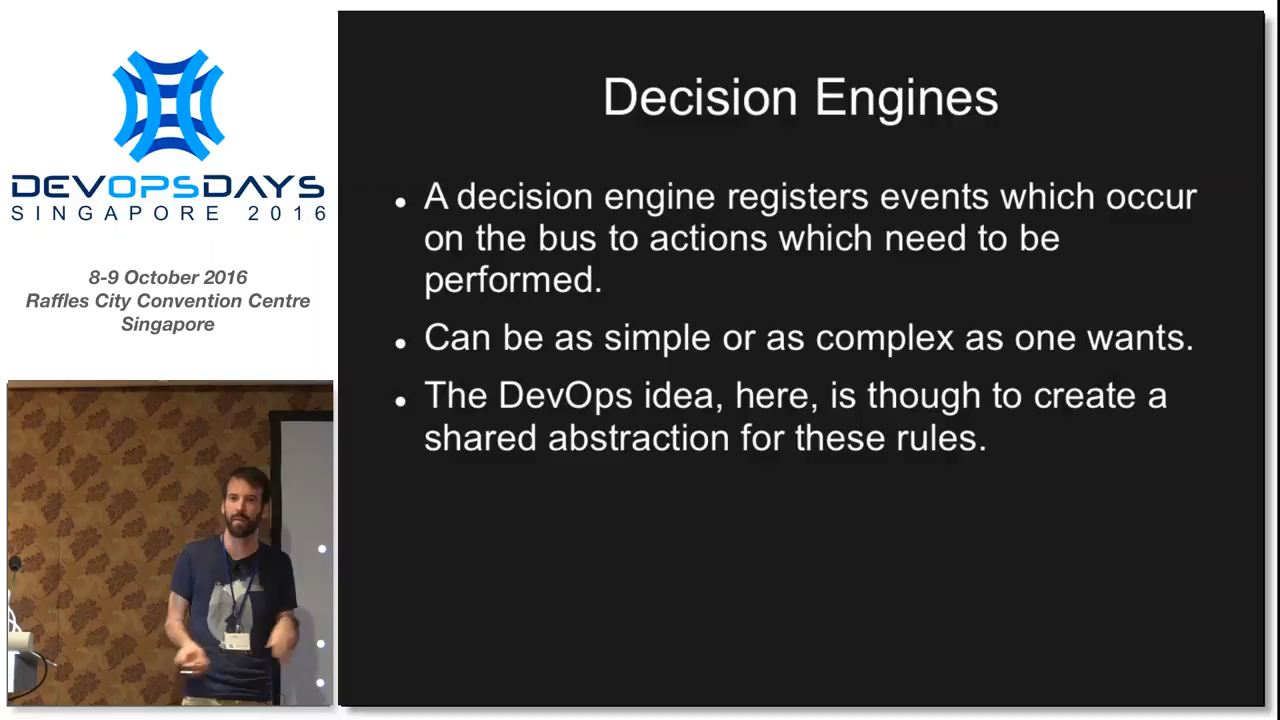 DEVOPSDAYS
SINGAPORE 2016
8-9 October 2016
Raffles City Convention Centre
Singapore
Decision Engines
• A decision engine registers events which occur
on the bus to actions which need to be
performed.
• Can be as simple or as complex as one wants.
• The DevOps idea, here, is though to create a
shared abstraction for these rules.